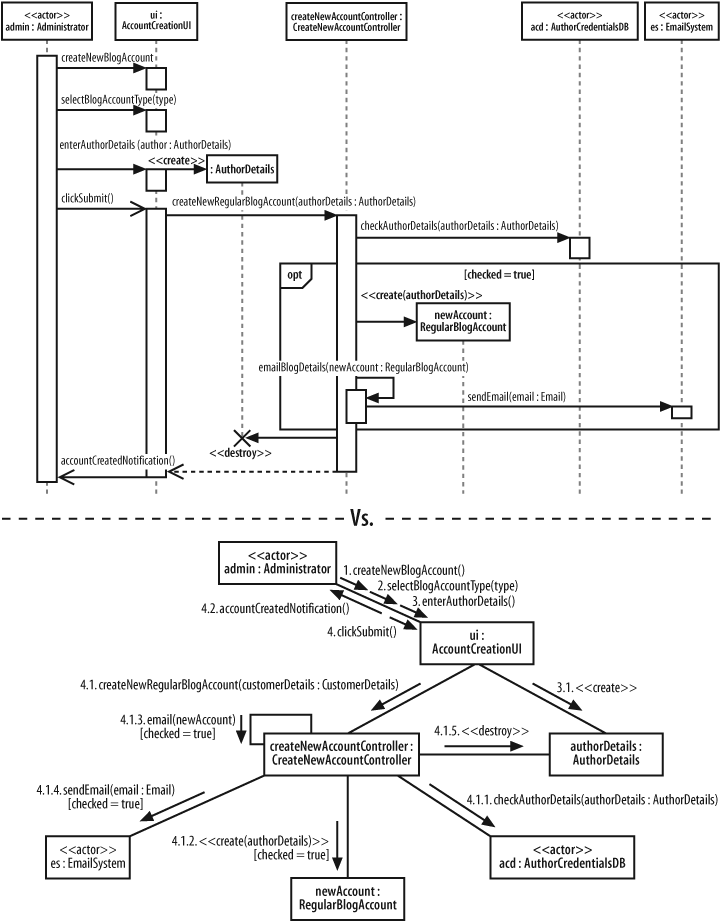 <<actor>>
admin : Administrator
ui :
AccountCreationUI
createNewAccountController :
CreateNewAccountController
<<actor>>
acd : AuthorCredentialsDB
<<actor>>
es : EmailSystem
createNewBlogAccount
selectBlogAccountType(type)
enterAuthorDetails (author : AuthorDetails)
<<create>>
: AuthorDetails
clickSubmit()
createNewRegularBlogAccount(authorDetails : AuthorDetails)
checkAuthorDetails(authorDetails : AuthorDetails)
opt
[checked = true]
<<create(authorDetails)>>
newAccount :
RegularBlogAccount
emailBlogDetails(newAccount : RegularBlogAccount)
sendEmail(email : Email)
<<destroy>>
accountCreatedNotification()
Vs.
<<actor>>
admin : Administrator
1. createNewBlogAccount()
2. selectBlogAccountType(type)
3. enterAuthorDetails()
4.2. accountCreatedNotification()
4. clickSubmit()
ui :
AccountCreationUI
4.1. createNewRegularBlogAccount(customerDetails : CustomerDetails)
3.1. <<create>>
4.1.3. email(newAccount)
[checked = true]
createNewAccountController :
CreateNewAccountController
4.1.5. <<destroy>>
authorDetails :
AuthorDetails
4.1.4. sendEmail(email : Email)
[checked = true]
4.1.1. checkAuthorDetails(authorDetails : AuthorDetails)
<<actor>>
es : EmailSystem
4.1.2. <<create(authorDetails)>>
[checked = true]
<<actor>>
acd : AuthorCredentialsDB
newAccount :
RegularBlogAccount